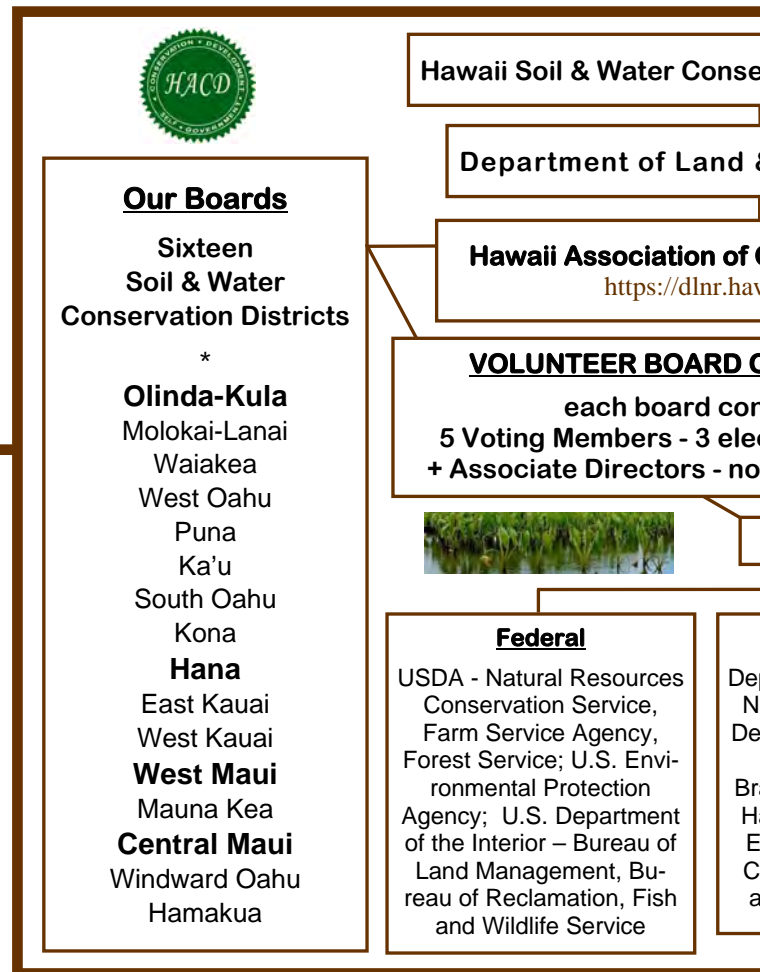 CONSERVATION • DEVELOPMENT
HACD
SELF • GOVERNMENT
Our Boards
Sixteen
Soil & Water
Conservation Districts
*
Olinda-Kula
Molokai-Lanai
Waiakea
West Oahu
Puna
Ka’u
South Oahu
Kona
Hana
East Kauai
West Kauai
West Maui
Mauna Kea
Central Maui
Windward Oahu
Hamakua
Hawaii Soil & Water Conse
Department of Land &
Hawaii Association of
https://dlnr.hav
VOLUNTEER BOARD
each board con
5 Voting Members - 3 elec
+ Associate Directors - no
Federal
USDA - Natural Resources
Conservation Service,
Farm Service Agency,
Forest Service; U.S. Envi-
ronmental Protection
Agency; U.S. Department
of the Interior – Bureau of
Land Management, Bu-
reau of Reclamation, Fish
and Wildlife Service
Dep
N
De
Bra
Ha
E
C
a